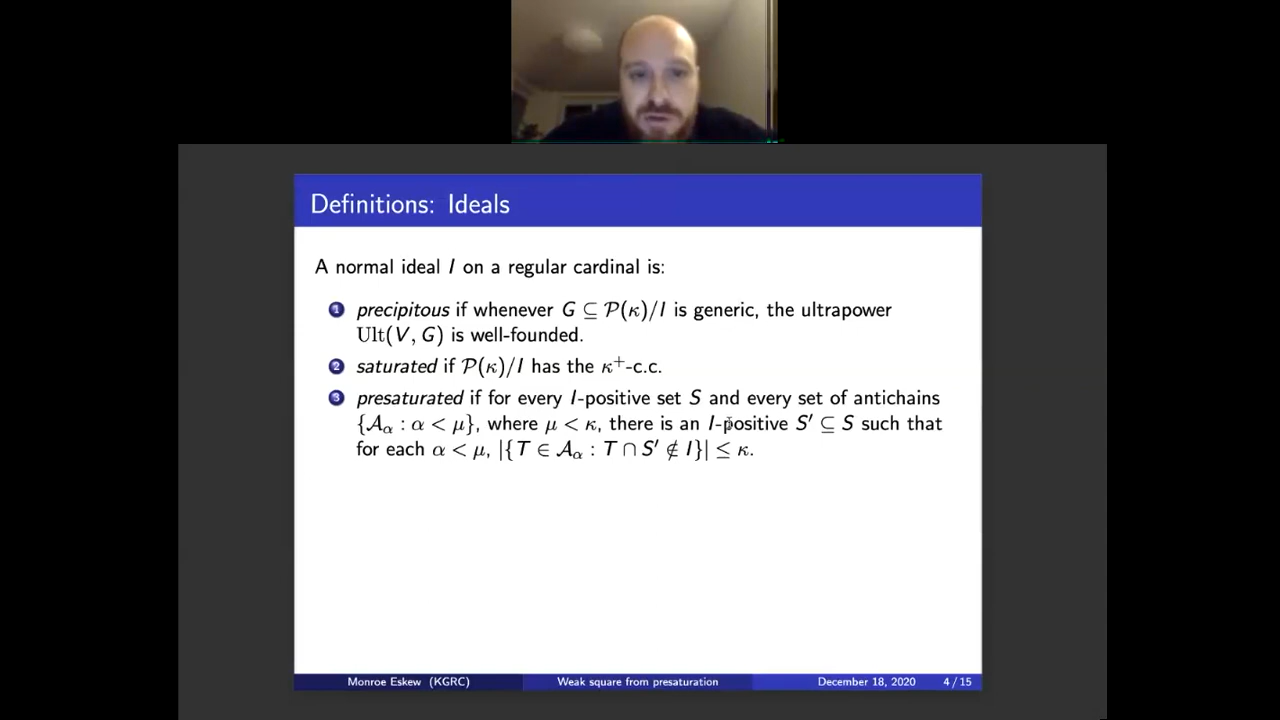 Definitions: Ideals
A normal ideal I on a regular cardinal is:
1 precipitous if whenever G ⊆ 𝒫(κ)/I is generic, the ultrapower
Ult(V, G) is well-founded.
2 saturated if 𝒫(κ)/I has the κ⁺-c.c.
3 presaturated if for every I-positive set S and every set of antichains
{𝒜_α : α < μ}, where μ < κ, there is an I-positive S′ ⊆ S such that
for each α < μ, |{T ∈ 𝒜_α : T ∩ S′ ∉ I}| ≤ κ.
Monroe Eskew (KGRC) Weak square from presaturation December 18, 2020 4 / 15